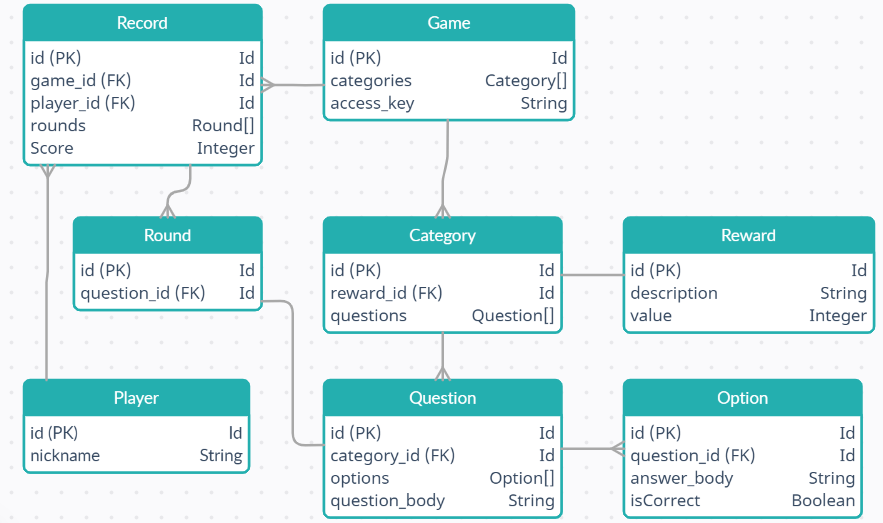 Record
id (PK) Id
game_id (FK) Id
player_id (FK) Id
rounds Round[]
Score Integer
Game
id (PK) Id
categories Category[]
access_key String
Round
id (PK) Id
question_id (FK) Id
Category
id (PK) Id
reward_id (FK) Id
questions Question[]
Reward
id (PK) Id
description String
value Integer
Player
id (PK) Id
nickname String
Question
id (PK) Id
category_id (FK) Id
options Option[]
question_body String
Option
id (PK) Id
question_id (FK) Id
answer_body String
isCorrect Boolean